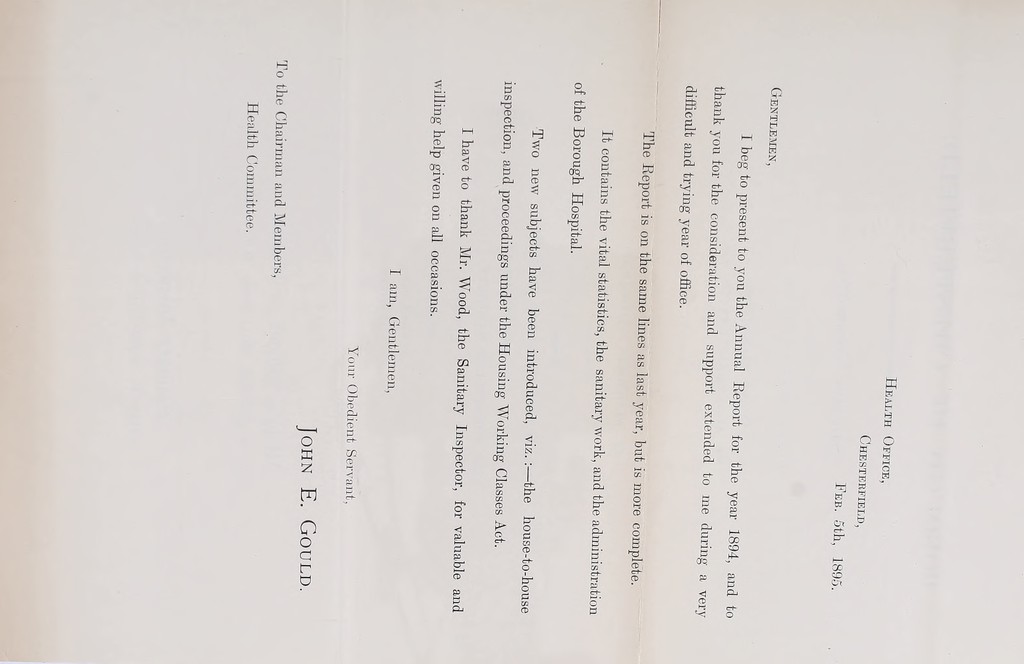 HEALTH OFFICE,
CHESTERFIELD,
FEB. 5th, 1895.
GENTLEMEN,
I beg to present to you the Annual Report for the year 1894, and to
thank you for the consideration and support extended to me during a very
difficult and trying year of office.
The Report is on the same lines as last year, but is more complete.
It contains the vital statistics, the sanitary work, and the administration
of the Borough Hospital.
Two new subjects have been introduced, viz. :—the house-to-house
inspection, and proceedings under the Housing Working Classes Act.
I have to thank Mr. Wood, the Sanitary Inspector, for valuable and
willing help given on all occasions.
I am, Gentlemen,
Your Obedient Servant,
JOHN E. GOULD.
To the Chairman and Members,
Health Committee.